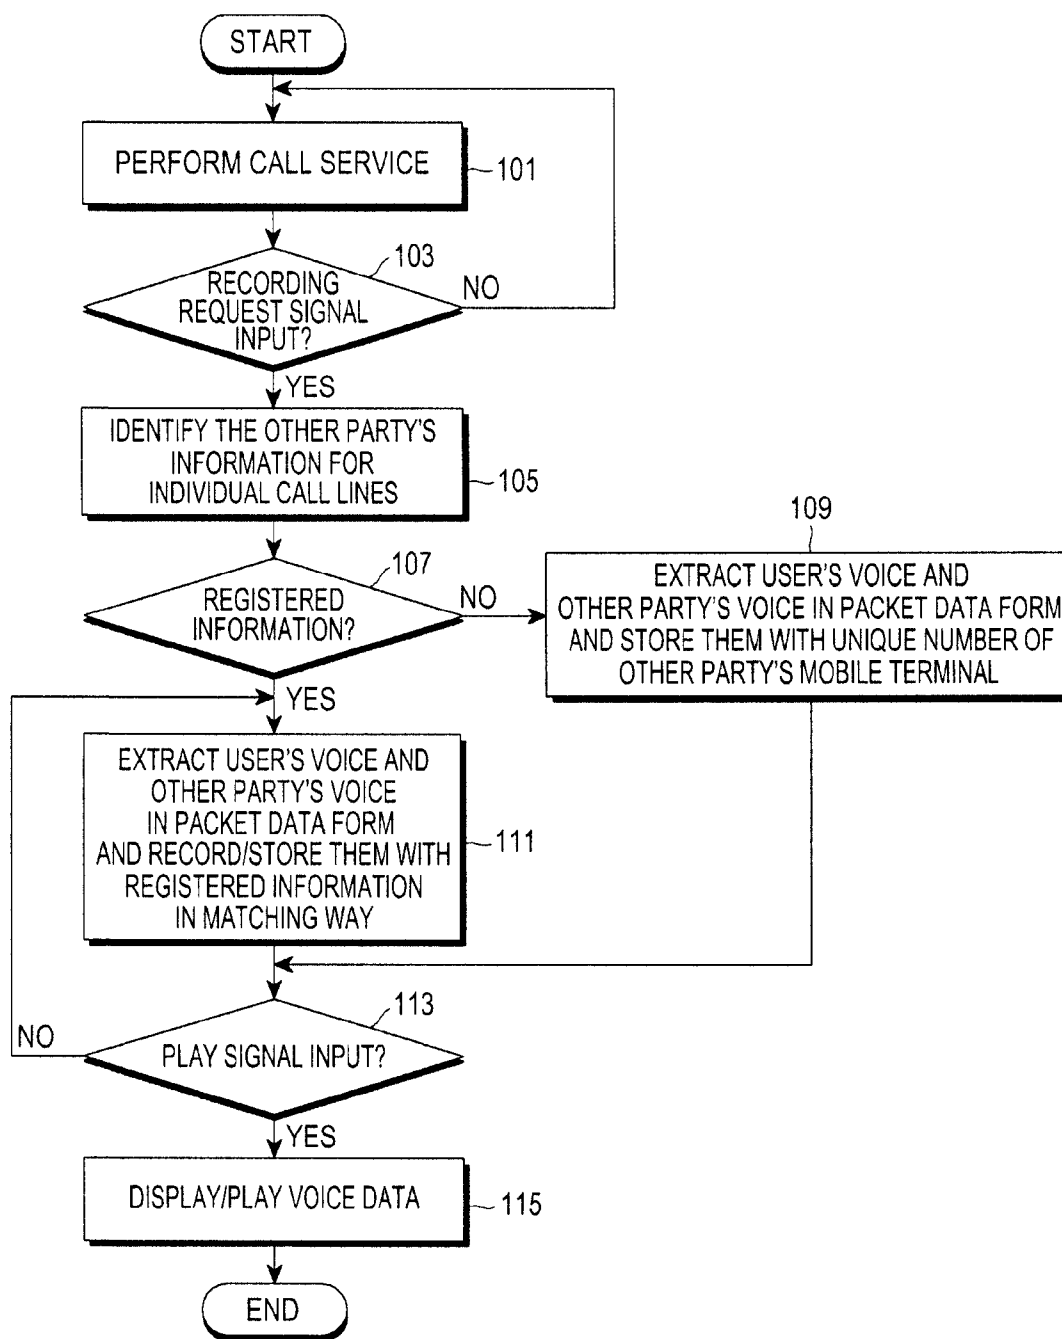 START
PERFORM CALL SERVICE
101
103
RECORDING
REQUEST SIGNAL
INPUT?
NO
YES
IDENTIFY THE OTHER PARTY'S
INFORMATION FOR
INDIVIDUAL CALL LINES
105
107
REGISTERED
INFORMATION?
NO
109
EXTRACT USER'S VOICE AND
OTHER PARTY'S VOICE IN PACKET DATA FORM
AND STORE THEM WITH UNIQUE NUMBER OF
OTHER PARTY'S MOBILE TERMINAL
YES
EXTRACT USER'S VOICE AND
OTHER PARTY'S VOICE
IN PACKET DATA FORM
AND RECORD/STORE THEM WITH
REGISTERED INFORMATION
IN MATCHING WAY
111
113
NO
PLAY SIGNAL INPUT?
YES
DISPLAY/PLAY VOICE DATA
115
END